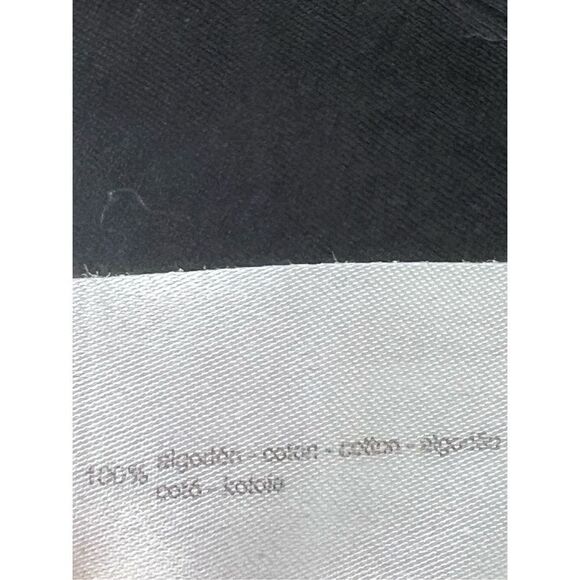 100% algodón - coton - cotton - algodão
cotó - kotoia